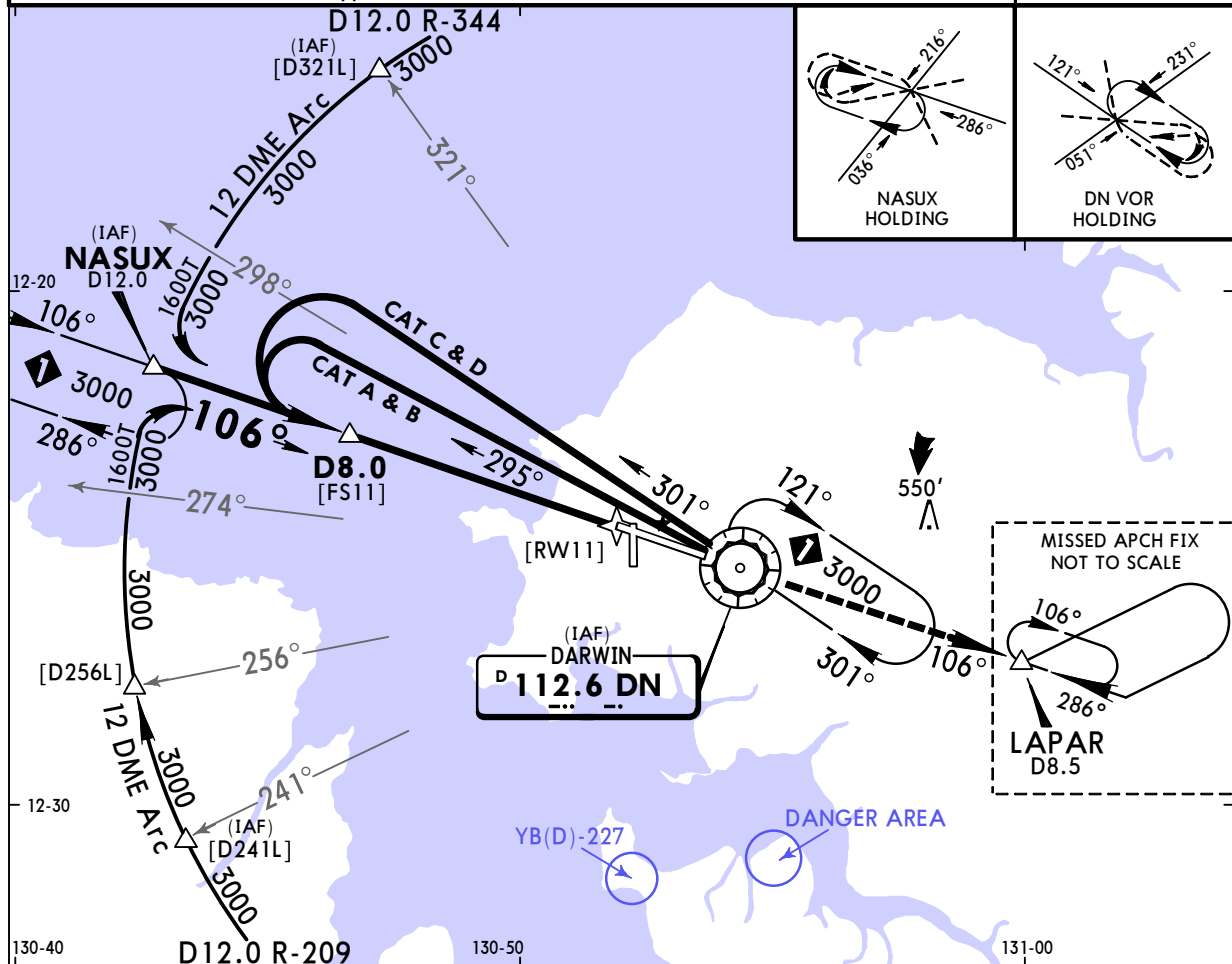 D12.0 R-344
(IAF)
[D321L]
3000
12 DME Arc
3000
321°
216°
286°
036°
NASUX
HOLDING
121°
231°
051°
DN VOR
HOLDING
(IAF)
NASUX
D12.0
298°
1600T
3000
12-20
106°
1
3000
286°
1600T
3000
106°
CAT C & D
CAT A & B
D8.0
[FS11]
295°
301°
274°
[RW11]
121°
1
3000
550'
301°
106°
MISSED APCH FIX
NOT TO SCALE
106°
286°
LAPAR
D8.5
(IAF)
DARWIN
D 112.6 DN
3000
[D256L]
256°
12 DME Arc
3000
241°
(IAF)
[D241L]
3000
12-30
YB(D)-227
DANGER AREA
130-40
D12.0 R-209
130-50
131-00